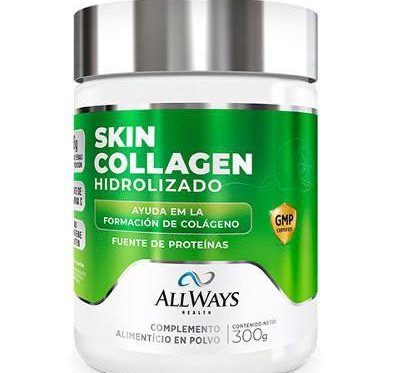 SKIN
COLLAGEN
HIDROLIZADO
AYUDA EM LA
FORMACIÓN DE COLÁGENO
FUENTE DE PROTEÍNAS
GMP
ALLWAYS
HEALTH
COMPLEMENTO
ALIMENTÍCIO EN POLVO
CONTENIDO NETO:
300g